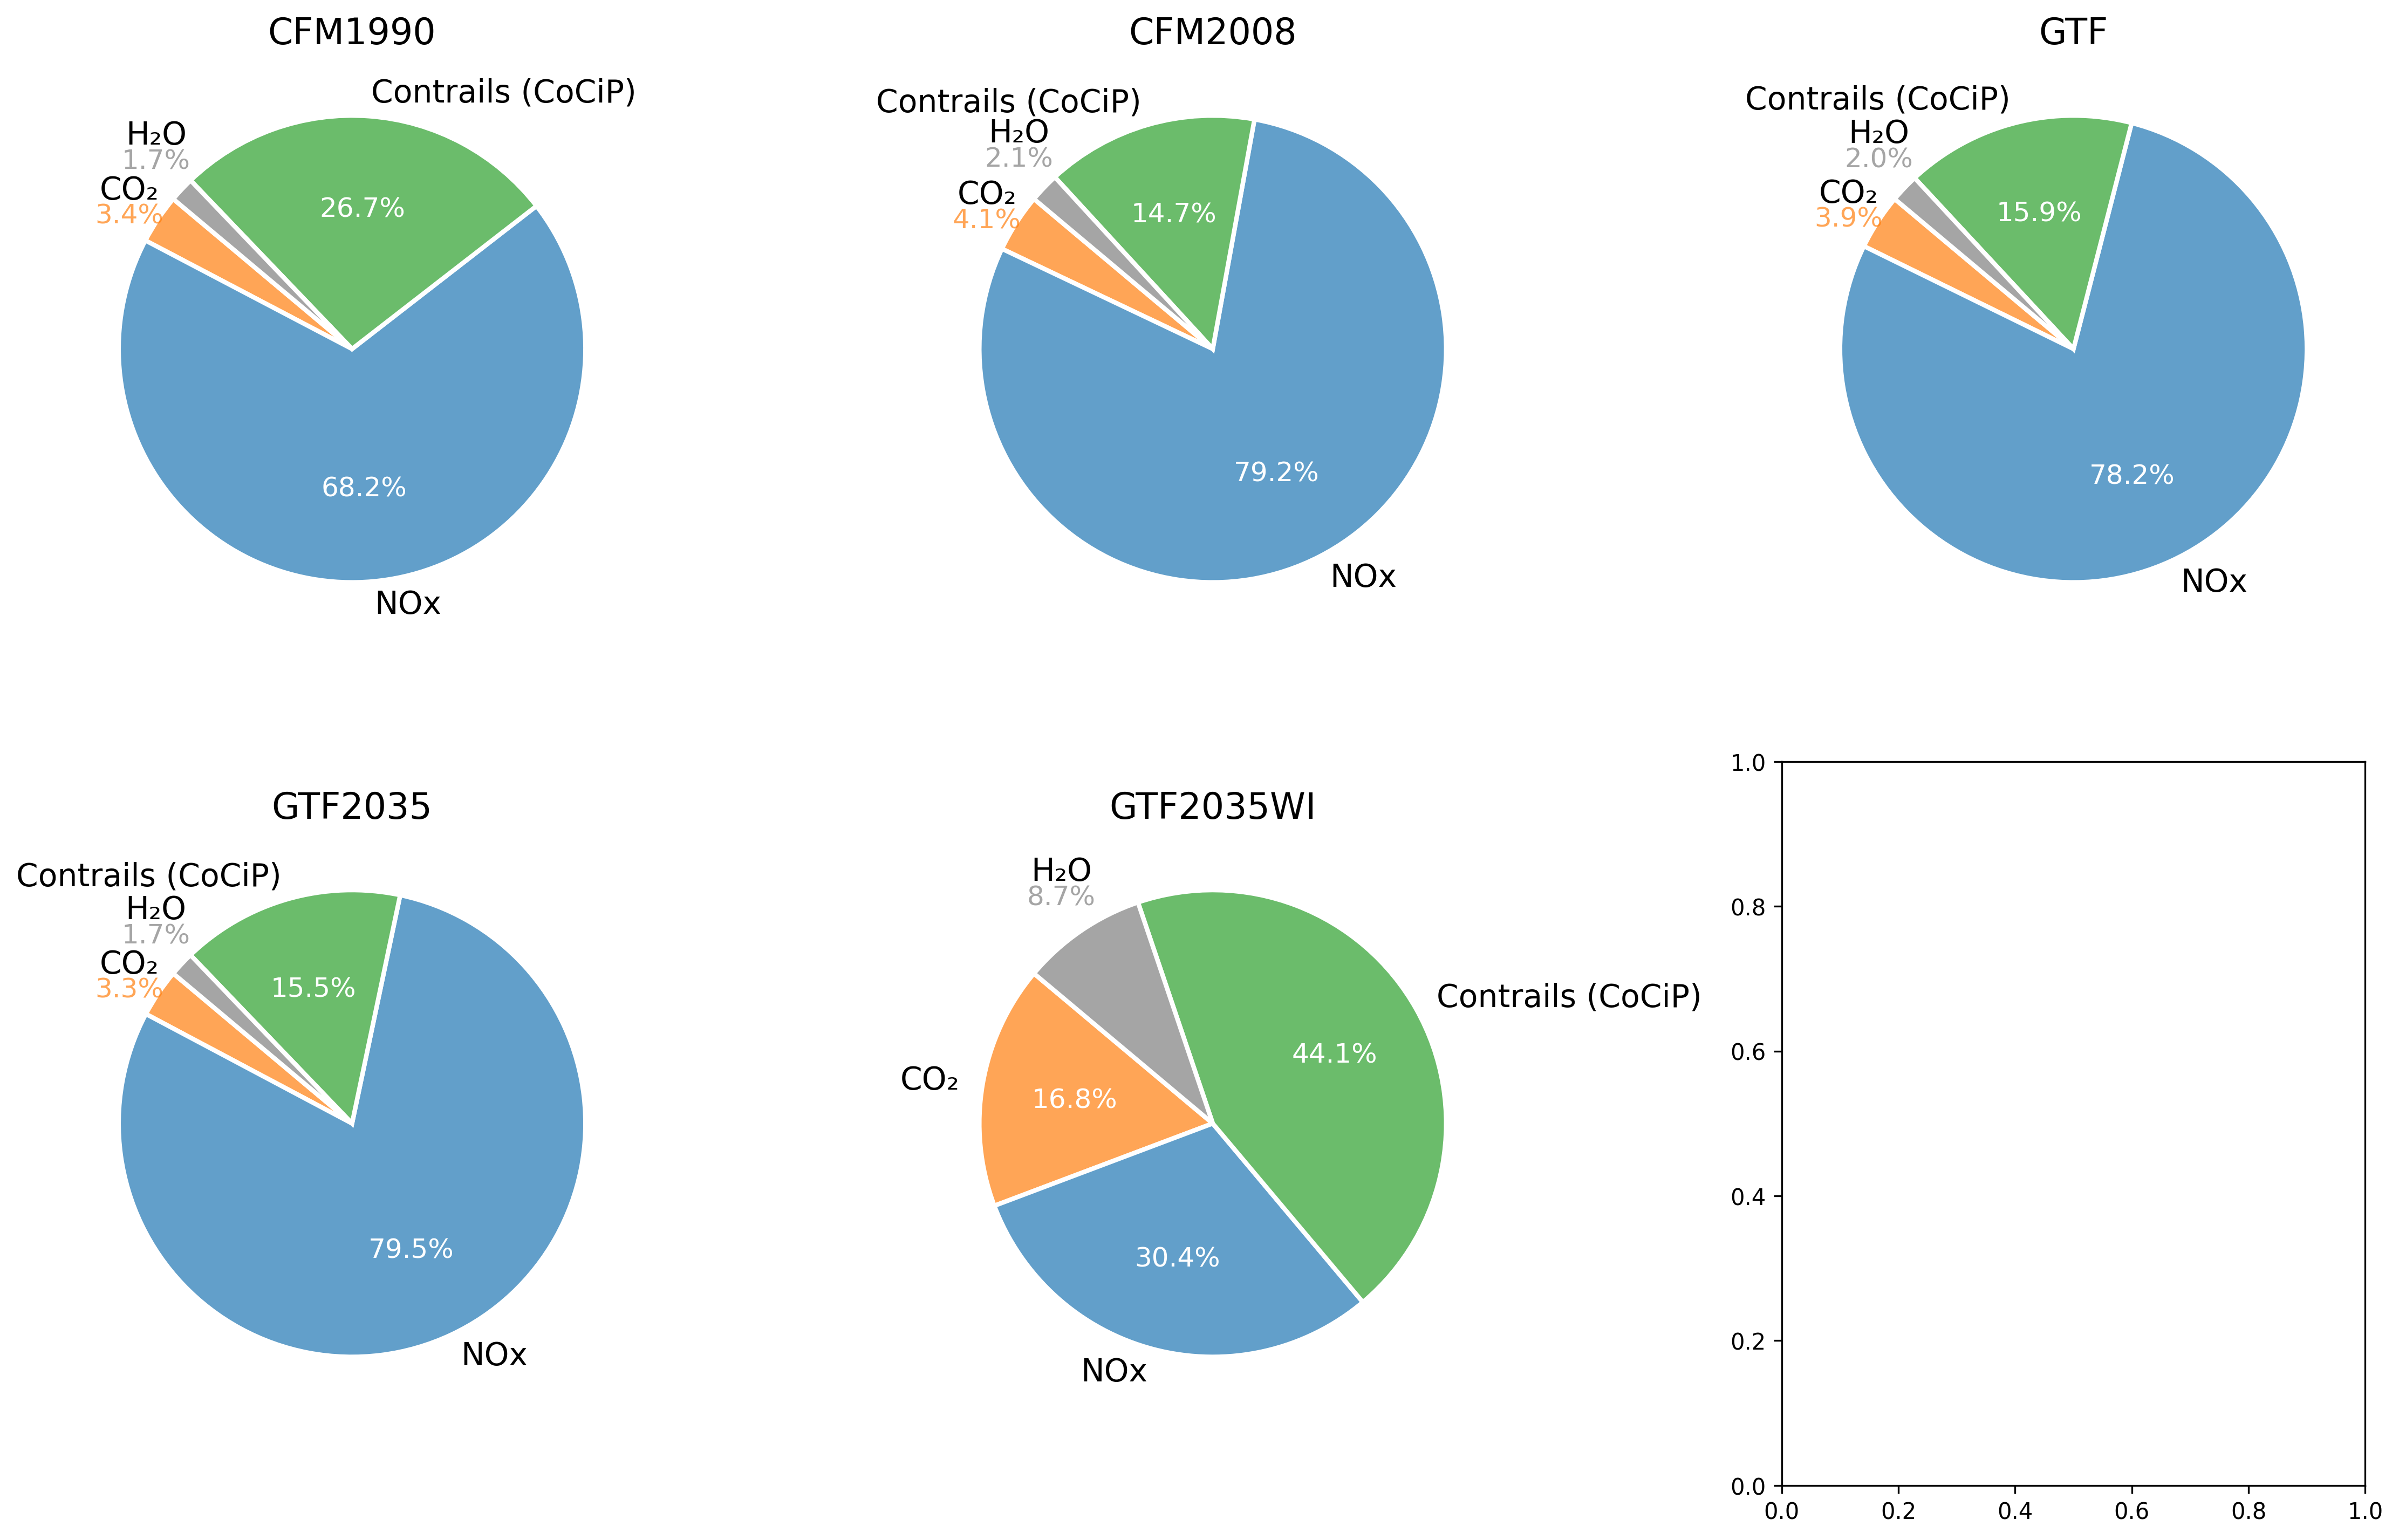 CFM1990
Contrails (CoCiP)
H₂O
1.7%
CO₂
3.4%
26.7%
68.2%
NOx
CFM2008
Contrails (CoCiP)
H₂O
2.1%
CO₂
4.1%
14.7%
79.2%
NOx
GTF
Contrails (CoCiP)
H₂O
2.0%
CO₂
3.9%
15.9%
78.2%
NOx
GTF2035
Contrails (CoCiP)
H₂O
1.7%
CO₂
3.3%
15.5%
79.5%
NOx
GTF2035WI
H₂O
8.7%
Contrails (CoCiP)
44.1%
CO₂
16.8%
30.4%
NOx
1.0
0.8
0.6
0.4
0.2
0.0
0.0 0.2 0.4 0.6 0.8 1.0